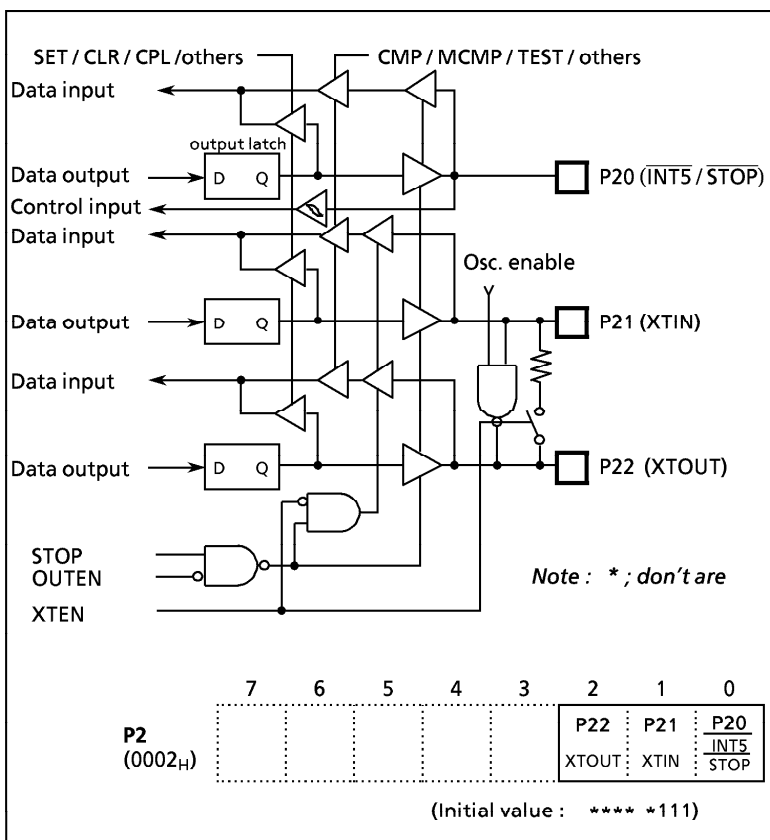 SET / CLR / CPL /others CMP / MCMP / TEST / others
Data input
output latch
Data output D Q P20 (INT5 / STOP)
Control input
Data input
Osc. enable
Data output D Q P21 (XTIN)
Data input
Data output D Q P22 (XTOUT)
STOP
OUTEN
Note : * ; don't are
XTEN
7 6 5 4 3 2 1 0
P2
(0002H)
P22 P21 P20
XTOUT XTIN INT5
STOP
(Initial value : **** *111)